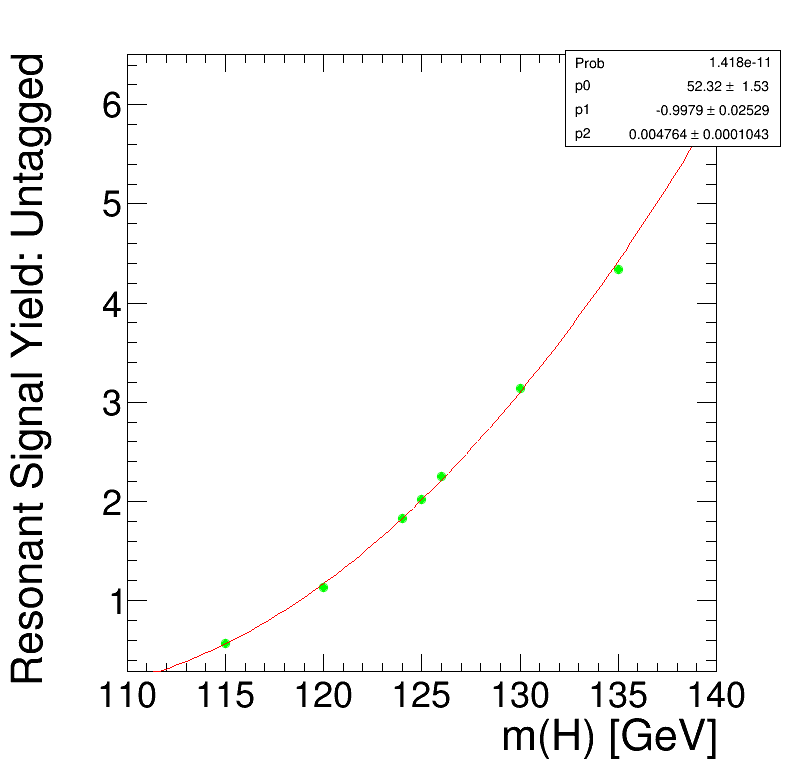 Resonant Signal Yield: Untagged
Prob 1.418e-11
p0 52.32 ± 1.53
p1 -0.9979 ± 0.02529
p2 0.004764 ± 0.0001043
6
5
4
3
2
1
110 115 120 125 130 135 140
m(H) [GeV]